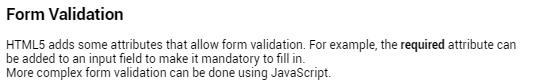 Form Validation
HTML5 adds some attributes that allow form validation. For example, the required attribute can
be added to an input field to make it mandatory to fill in.
More complex form validation can be done using JavaScript.